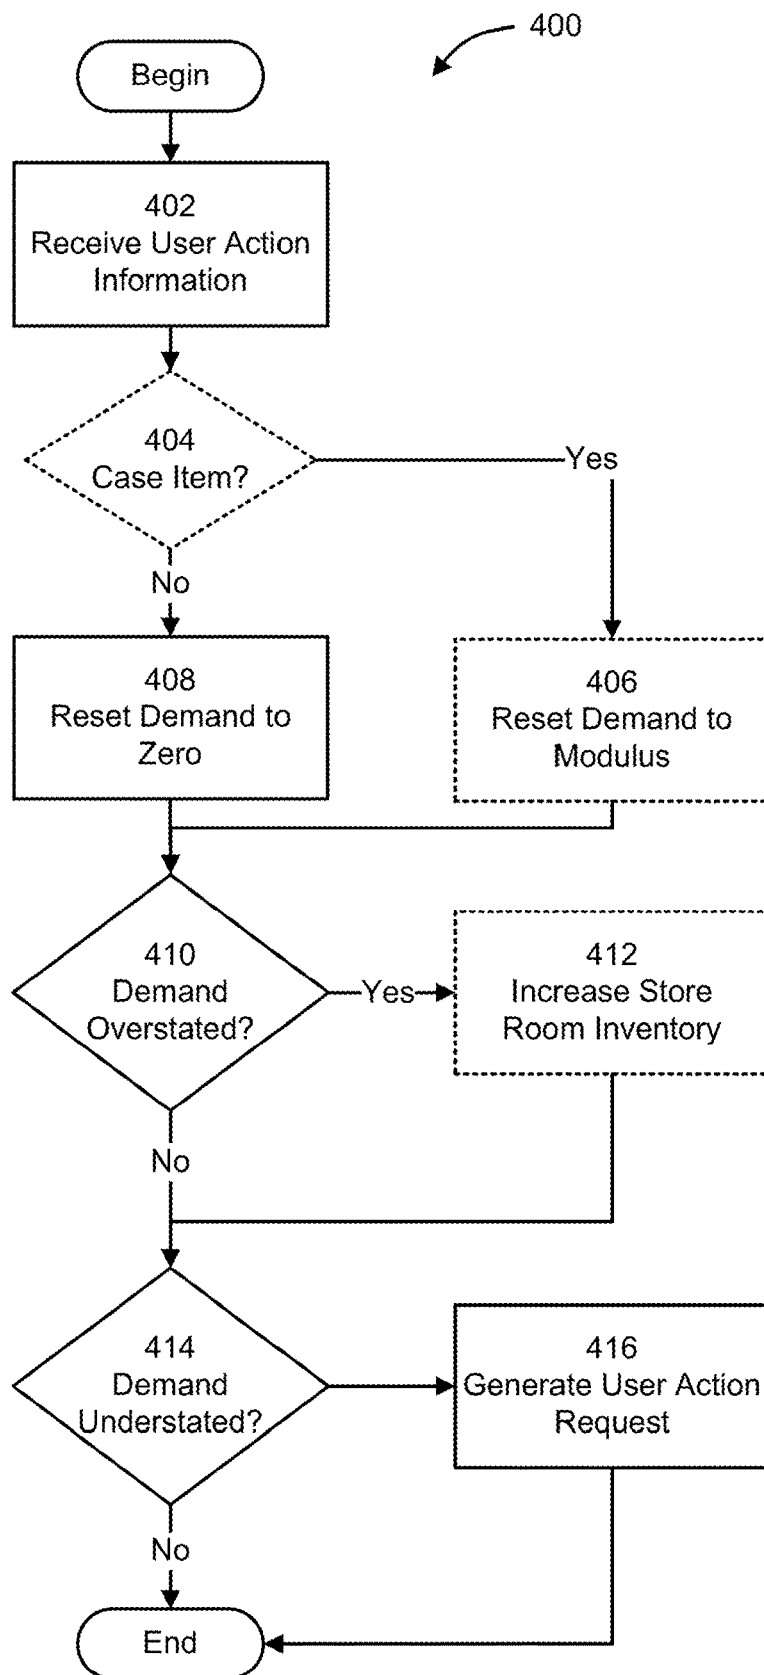 400
Begin
402
Receive User Action
Information
404
Case Item?
Yes
No
408
Reset Demand to
Zero
406
Reset Demand to
Modulus
410
Demand
Overstated?
Yes
412
Increase Store
Room Inventory
No
414
Demand
Understated?
416
Generate User Action
Request
No
End